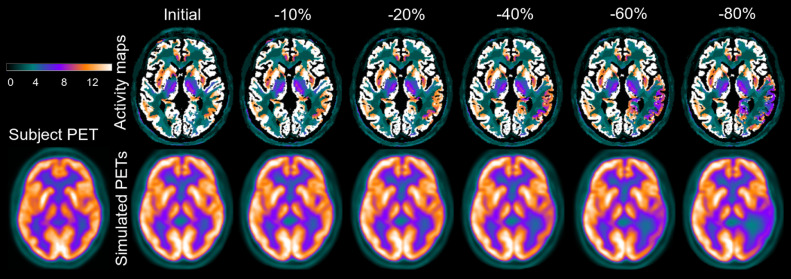 Initial -10% -20% -40% -60% -80%
Activity maps
0 4 8 12
Subject PET
Simulated PETs